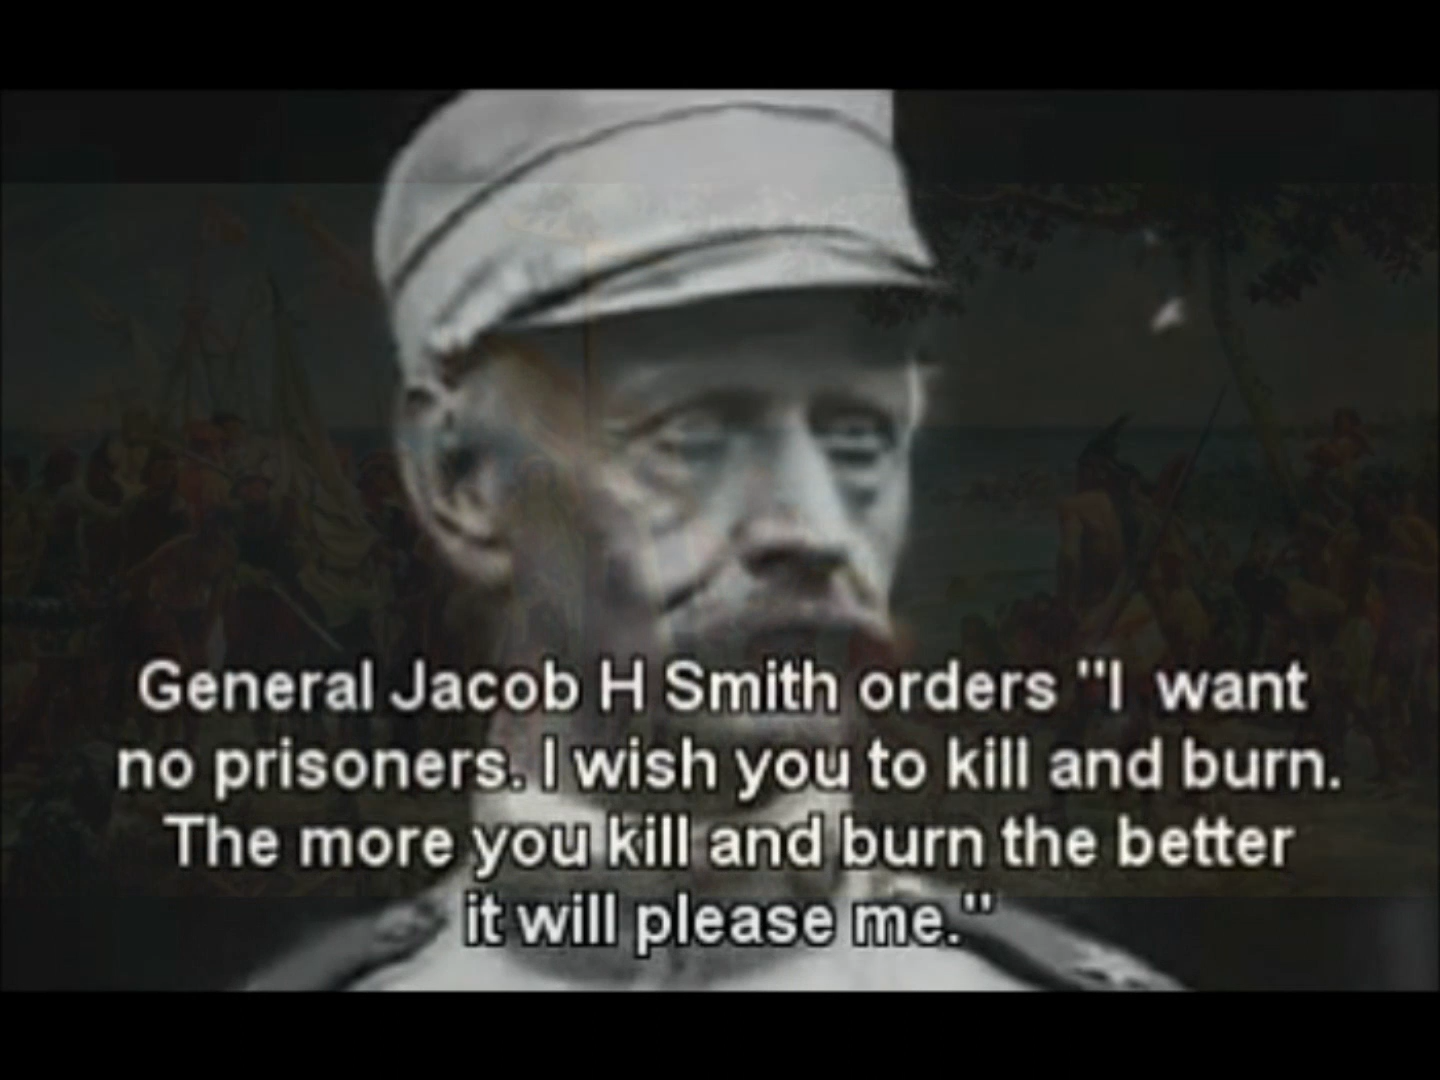 General Jacob H Smith orders "I want
no prisoners. I wish you to kill and burn.
The more you kill and burn the better
it will please me."